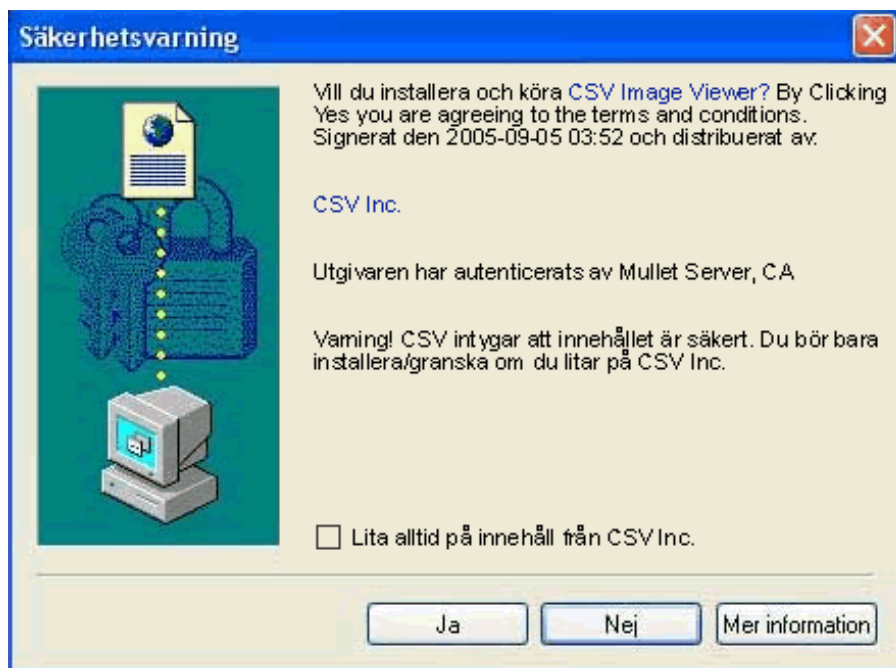 Säkerhetsvarning
Vill du installera och köra CSV Image Viewer? By Clicking
Yes you are agreeing to the terms and conditions.
Signerat den 2005-09-05 03:52 och distribuerat av:
CSV Inc.
Utgivaren har autenticerats av Mullet Server, CA
Varning! CSV intygar att innehållet är säkert. Du bör bara
installera/granska om du litar på CSV Inc.
Lita alltid på innehåll från CSV Inc.
Ja
Nej
Mer information